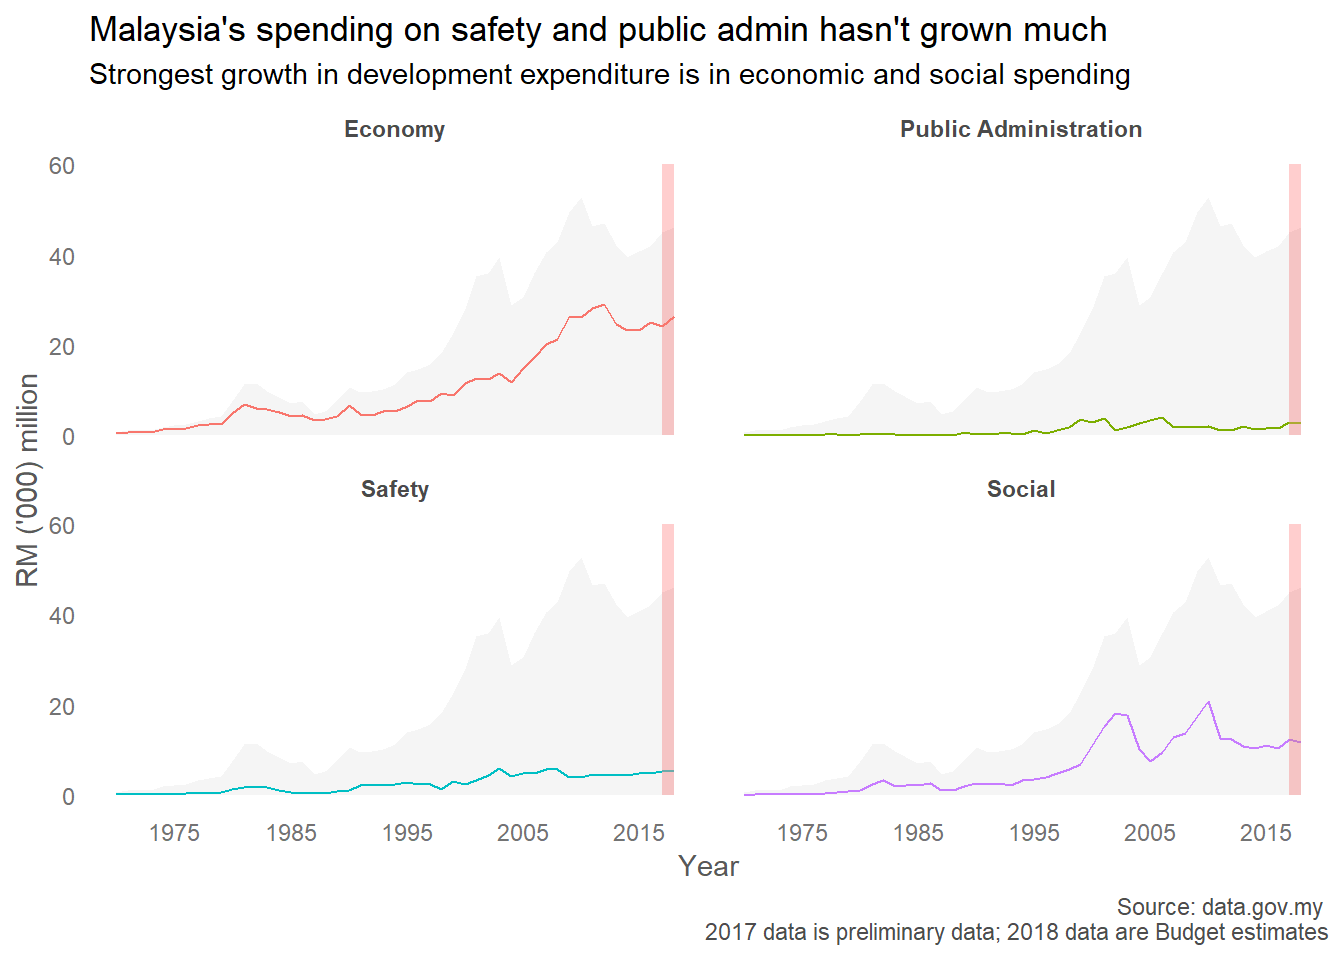 Malaysia's spending on safety and public admin hasn't grown much
Strongest growth in development expenditure is in economic and social spending
Economy
Public Administration
60
40
20
0
Safety
Social
60
40
20
0
RM ('000) million
1975 1985 1995 2005 2015
1975 1985 1995 2005 2015
Year
Source: data.gov.my
2017 data is preliminary data; 2018 data are Budget estimates